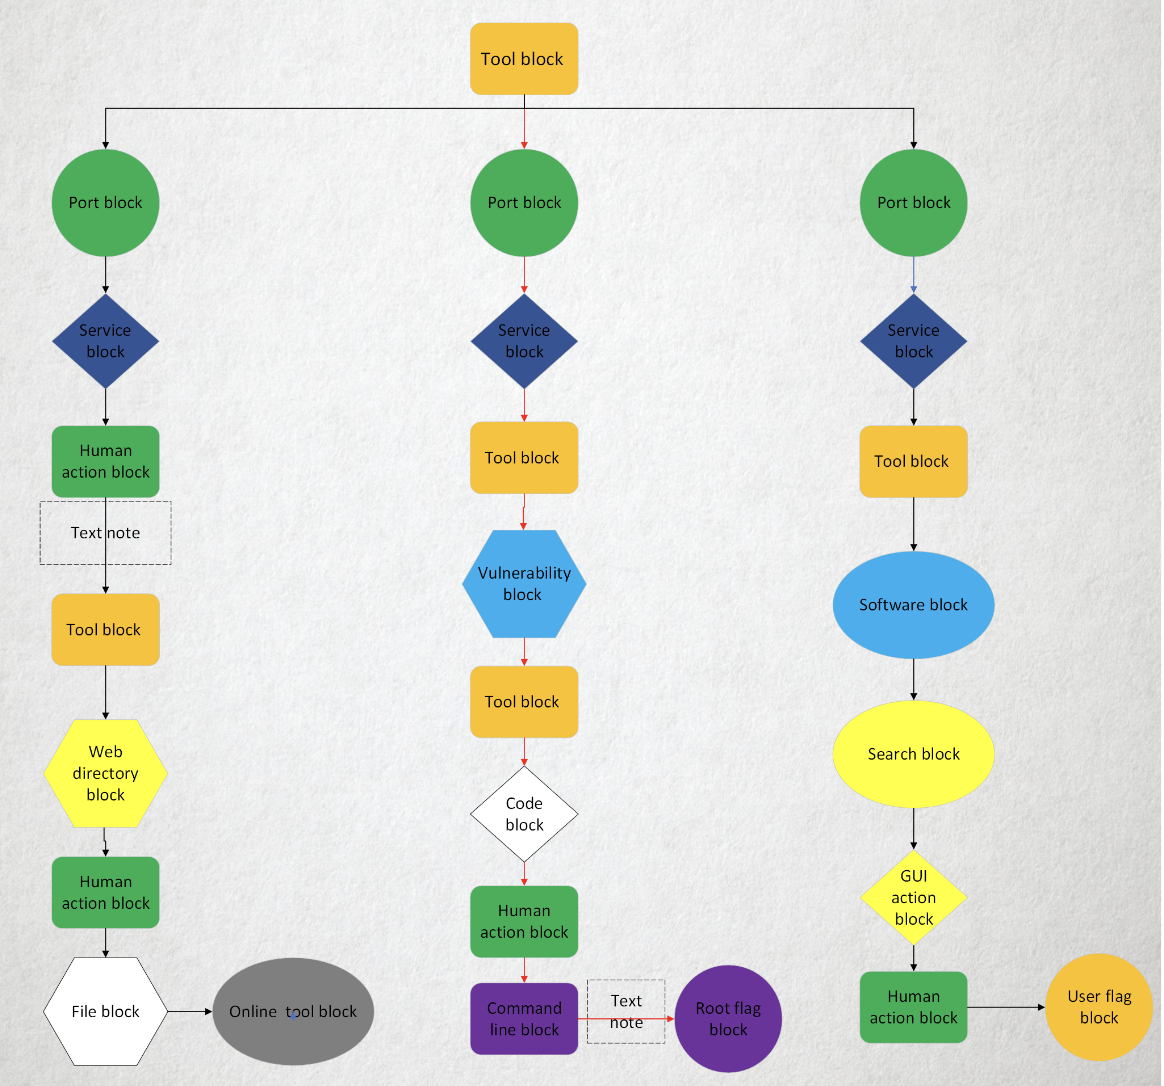 Tool block
Port block
Port block
Port block
Service
block
Service
block
Service
block
Human
action block
Tool block
Tool block
Text note
Vulnerability
block
Software block
Tool block
Tool block
Web
directory
block
Search block
Code
block
Human
action block
GUI
action
block
Human
action block
File block
Online tool block
Command
line block
Text
note
Root flag
block
Human
action block
User flag
block